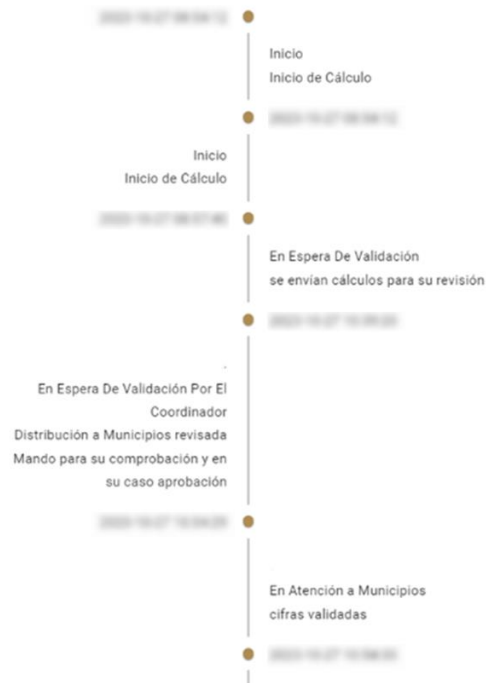 Inicio
Inicio de Cálculo
Inicio
Inicio de Cálculo
En Espera De Validación
se envían cálculos para su revisión
.
En Espera De Validación Por El
Coordinador
Distribución a Municipios revisada
Mando para su comprobación y en
su caso aprobación
En Atención a Municipios
cifras validadas